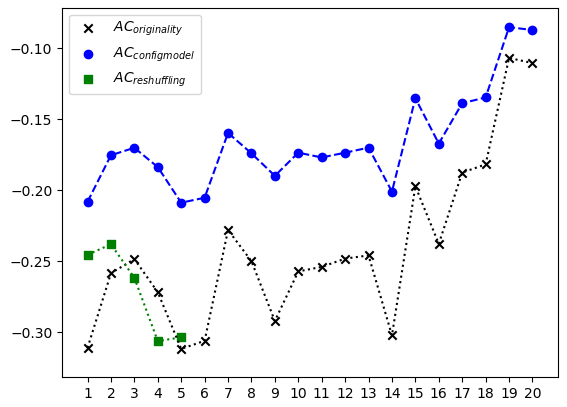 AC_originality
AC_configmodel
AC_reshuffling
−0.10
−0.15
−0.20
−0.25
−0.30
1 2 3 4 5 6 7 8 9 10 11 12 13 14 15 16 17 18 19 20